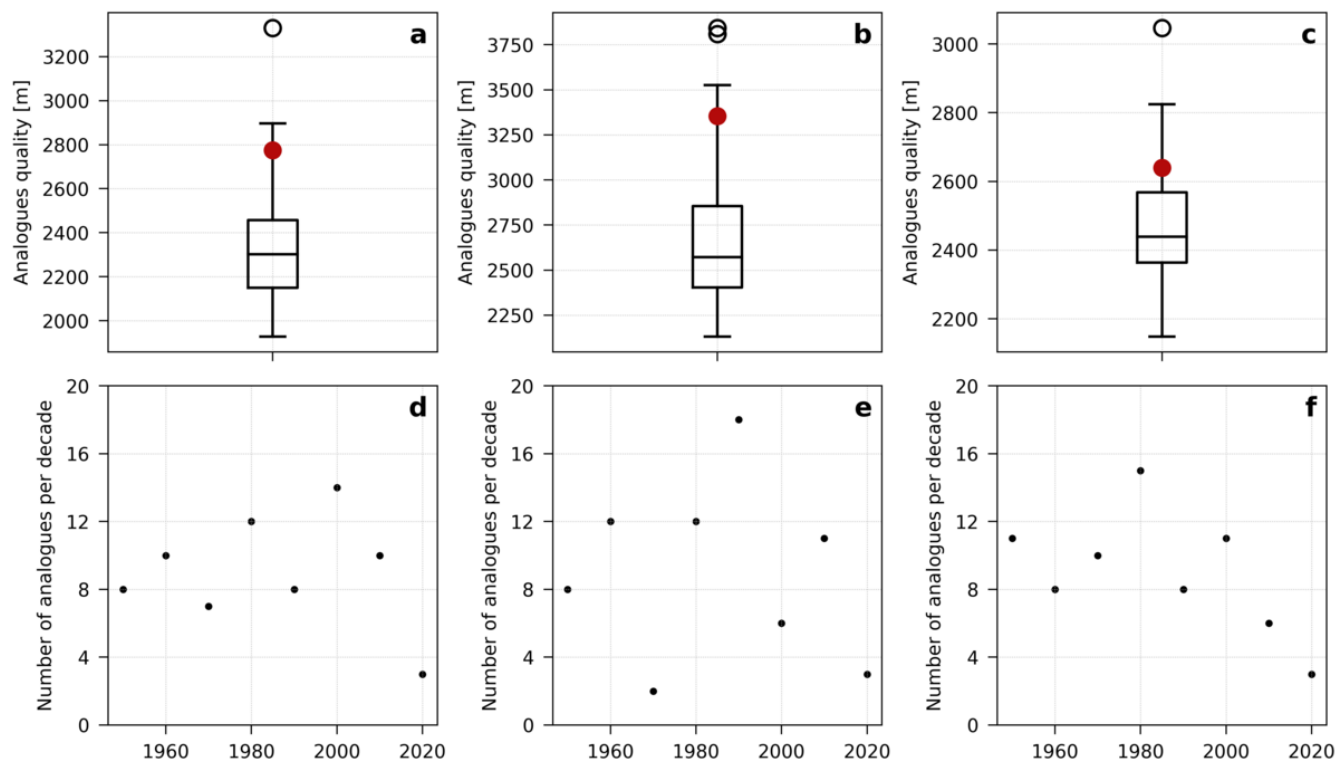 a
Analogues quality [m]
3200
3000
2800
2600
2400
2200
2000
b
Analogues quality [m]
3750
3500
3250
3000
2750
2500
2250
c
Analogues quality [m]
3000
2800
2600
2400
2200
d
Number of analogues per decade
20
16
12
8
4
0
1960 1980 2000 2020
e
Number of analogues per decade
20
16
12
8
4
0
1960 1980 2000 2020
f
Number of analogues per decade
20
16
12
8
4
0
1960 1980 2000 2020